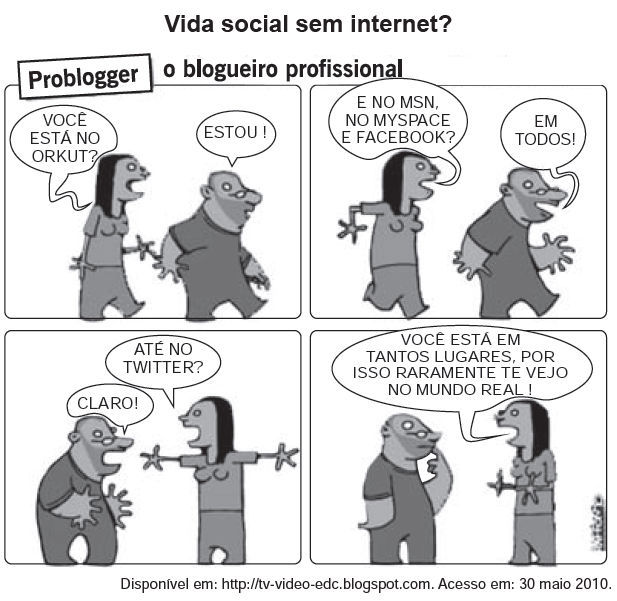 Vida social sem internet?
Problogger o blogueiro profissional
VOCÊ
ESTÁ NO
ORKUT?
ESTOU !
E NO MSN,
NO MYSPACE
E FACEBOOK?
EM
TODOS!
ATÉ NO
TWITTER?
CLARO!
VOCÊ ESTÁ EM
TANTOS LUGARES, POR
ISSO RARAMENTE TE VEJO
NO MUNDO REAL !
Disponível em: http://tv-video-edc.blogspot.com. Acesso em: 30 maio 2010.